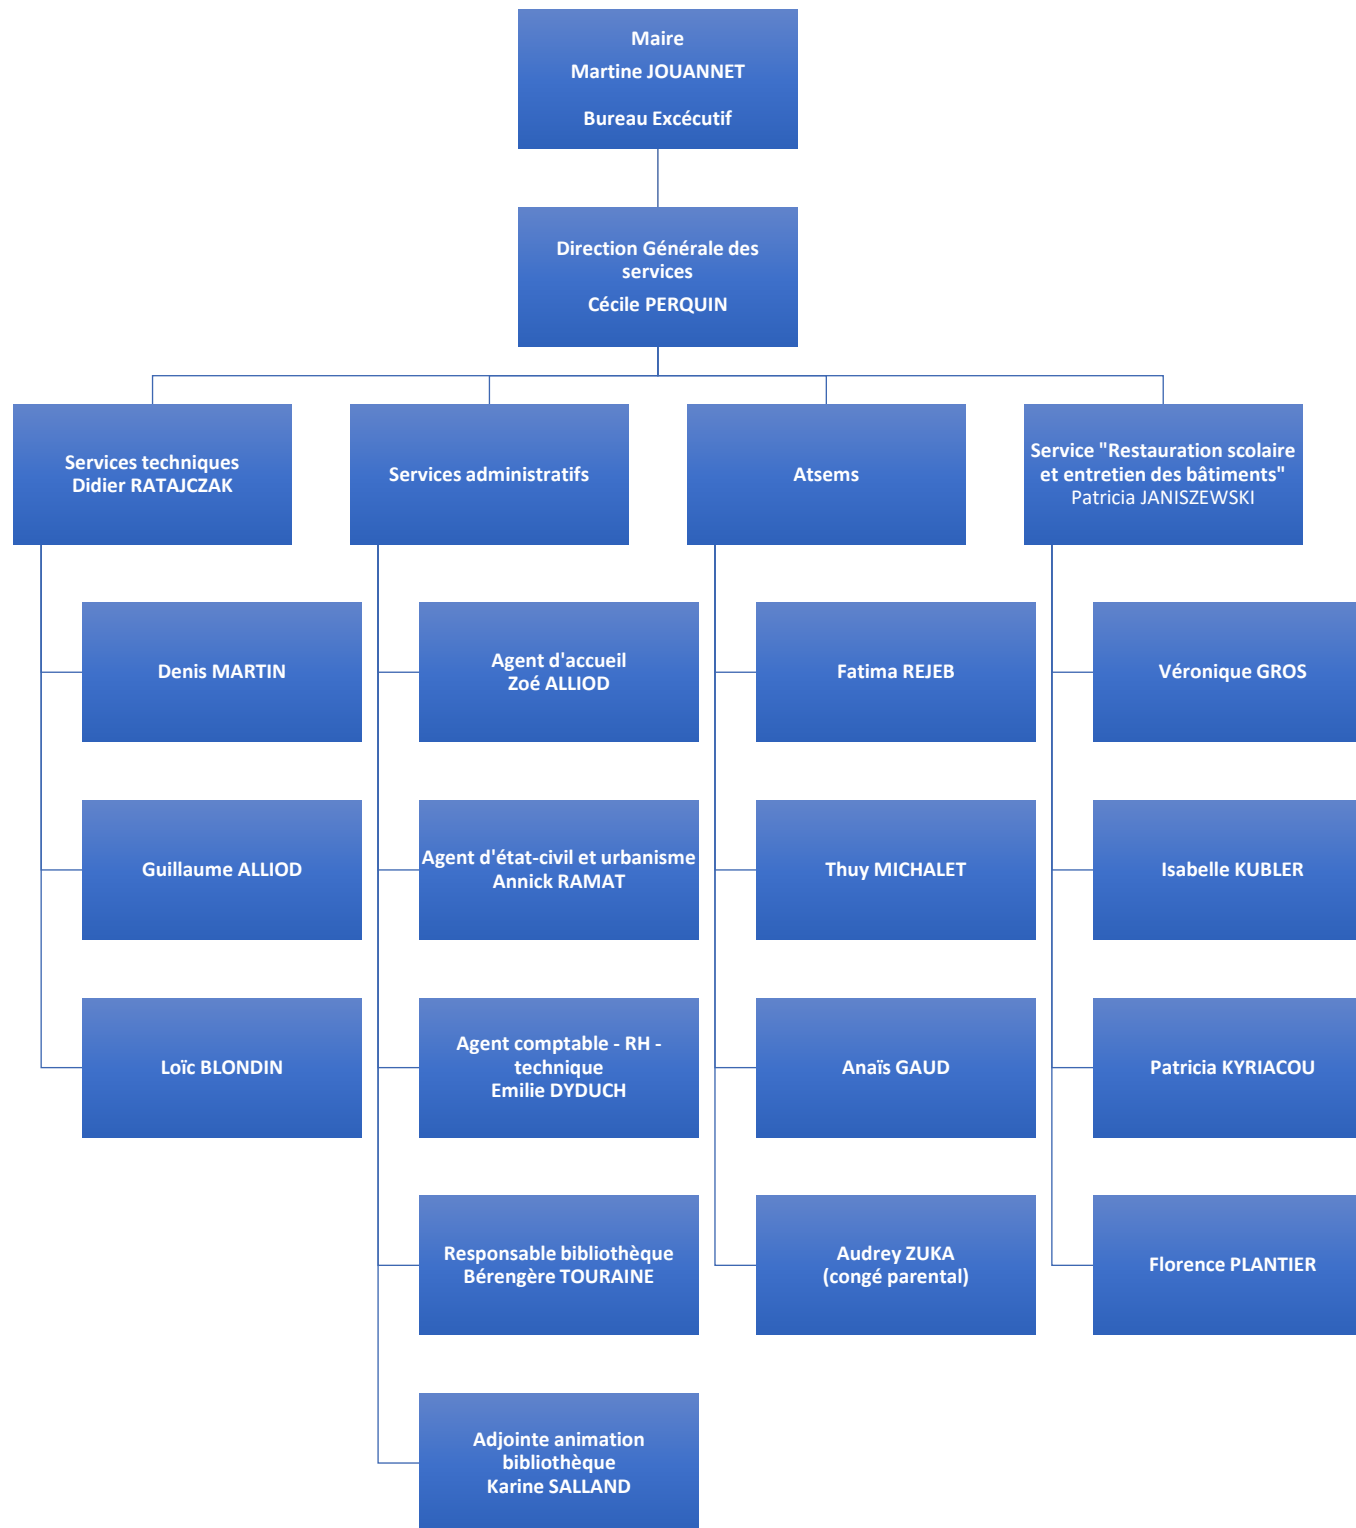 Maire
Martine JOUANNET
Bureau Excécutif
Direction Générale des
services
Cécile PERQUIN
Services techniques
Didier RATAJCZAK
Services administratifs
Atsems
Service "Restauration scolaire
et entretien des bâtiments"
Patricia JANISZEWSKI
Denis MARTIN
Agent d'accueil
Zoé ALLIOD
Fatima REJEB
Véronique GROS
Guillaume ALLIOD
Agent d'état-civil et urbanisme
Annick RAMAT
Thuy MICHALET
Isabelle KUBLER
Loïc BLONDIN
Agent comptable - RH -
technique
Emilie DYDUCH
Anaïs GAUD
Patricia KYRIACOU
Responsable bibliothèque
Bérengère TOURAINE
Audrey ZUKA
(congé parental)
Florence PLANTIER
Adjointe animation
bibliothèque
Karine SALLAND